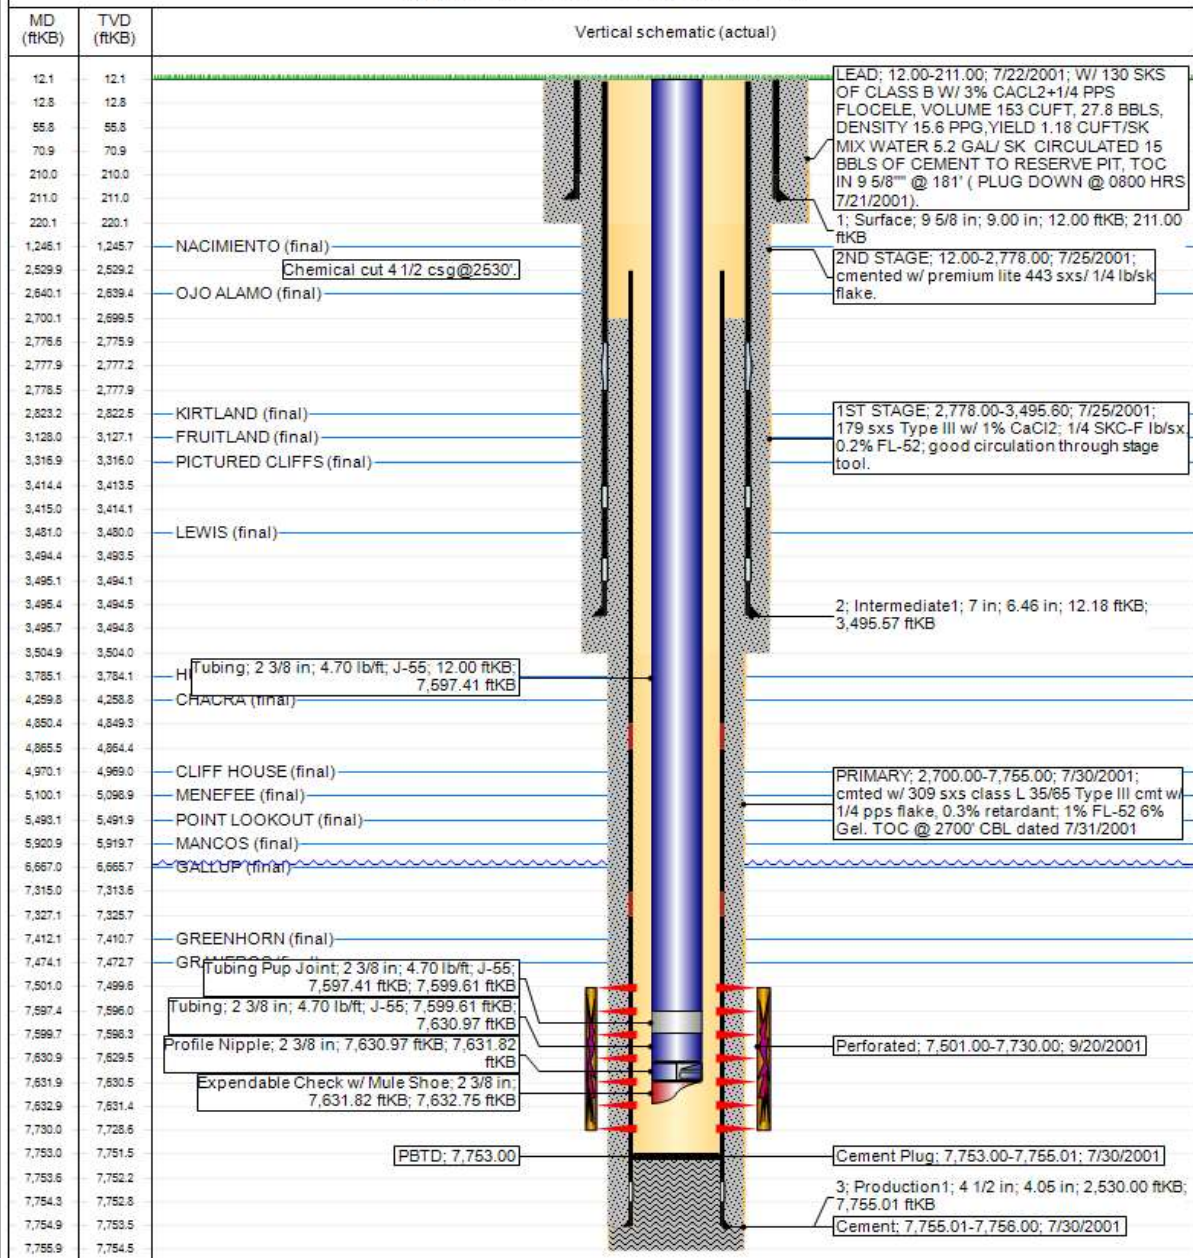 MD (ftKB)
TVD (ftKB)
Vertical schematic (actual)
12.1 12.1
12.8 12.8
55.8 55.8
70.9 70.9
210.0 210.0
211.0 211.0
220.1 220.1
1,246.1 1,245.7
2,529.9 2,529.2
2,640.1 2,639.4
2,700.1 2,699.5
2,776.6 2,775.9
2,777.9 2,777.2
2,778.5 2,777.9
2,823.2 2,822.5
3,128.0 3,127.1
3,316.9 3,316.0
3,414.4 3,413.5
3,415.0 3,414.1
3,481.0 3,480.0
3,494.4 3,493.5
3,495.1 3,494.1
3,495.4 3,494.5
3,495.7 3,494.8
3,504.9 3,504.0
3,785.1 3,784.1
4,259.8 4,258.8
4,850.4 4,849.3
4,865.5 4,864.4
4,970.1 4,969.0
5,100.1 5,098.9
5,493.1 5,491.9
5,920.9 5,919.7
6,667.0 6,665.7
7,315.0 7,313.6
7,327.1 7,325.7
7,412.1 7,410.7
7,474.1 7,472.7
7,501.0 7,499.6
7,597.4 7,596.0
7,599.7 7,598.3
7,630.9 7,629.5
7,631.9 7,630.5
7,632.9 7,631.4
7,730.0 7,728.6
7,753.0 7,751.5
7,753.6 7,752.2
7,754.3 7,752.8
7,754.9 7,753.5
7,755.9 7,754.5
NACIMIENTO (final)
Chemical cut 4 1/2 csg@2530'.
OJO ALAMO (final)
KIRTLAND (final)
FRUITLAND (final)
PICTURED CLIFFS (final)
LEWIS (final)
Tubing; 2 3/8 in; 4.70 lb/ft; J-55; 12.00 ftKB;
7,597.41 ftKB
CHACRA (final)
CLIFF HOUSE (final)
MENEFEE (final)
POINT LOOKOUT (final)
MANCOS (final)
GALLUP (final)
GREENHORN (final)
Tubing Pup Joint; 2 3/8 in; 4.70 lb/ft; J-55;
7,597.41 ftKB; 7,599.61 ftKB
Tubing; 2 3/8 in; 4.70 lb/ft; J-55; 7,599.61 ftKB;
7,630.97 ftKB
Profile Nipple; 2 3/8 in; 7,630.97 ftKB; 7,631.82
ftKB
Expendable Check w/ Mule Shoe; 2 3/8 in;
7,631.82 ftKB; 7,632.75 ftKB
PBTD; 7,753.00
LEAD; 12.00-211.00; 7/22/2001; W/ 130 SKS
OF CLASS B W/ 3% CACL2+1/4 PPS
FLOCELE, VOLUME 153 CUFT, 27.8 BBLS,
DENSITY 15.6 PPG,YIELD 1.18 CUFT/SK
MIX WATER 5.2 GAL/ SK CIRCULATED 15
BBLS OF CEMENT TO RESERVE PIT, TOC
IN 9 5/8"" @ 181' ( PLUG DOWN @ 0800 HRS
7/21/2001).
1; Surface; 9 5/8 in; 9.00 in; 12.00 ftKB; 211.00
ftKB
2ND STAGE; 12.00-2,778.00; 7/25/2001;
cmented w/ premium lite 443 sxs/ 1/4 lb/sk
flake.
1ST STAGE; 2,778.00-3,495.60; 7/25/2001;
179 sxs Type III w/ 1% CaCl2; 1/4 SKC-F lb/sx,
0.2% FL-52; good circulation through stage
tool.
2; Intermediate1; 7 in; 6.46 in; 12.18 ftKB;
3,495.57 ftKB
PRIMARY; 2,700.00-7,755.00; 7/30/2001;
cmted w/ 309 sxs class L 35/65 Type III cmt w/
1/4 pps flake, 0.3% retardant; 1% FL-52 6%
Gel. TOC @ 2700' CBL dated 7/31/2001
Perforated; 7,501.00-7,730.00; 9/20/2001
Cement Plug; 7,753.00-7,755.01; 7/30/2001
3; Production1; 4 1/2 in; 4.05 in; 2,530.00 ftKB;
7,755.01 ftKB
Cement; 7,755.01-7,756.00; 7/30/2001